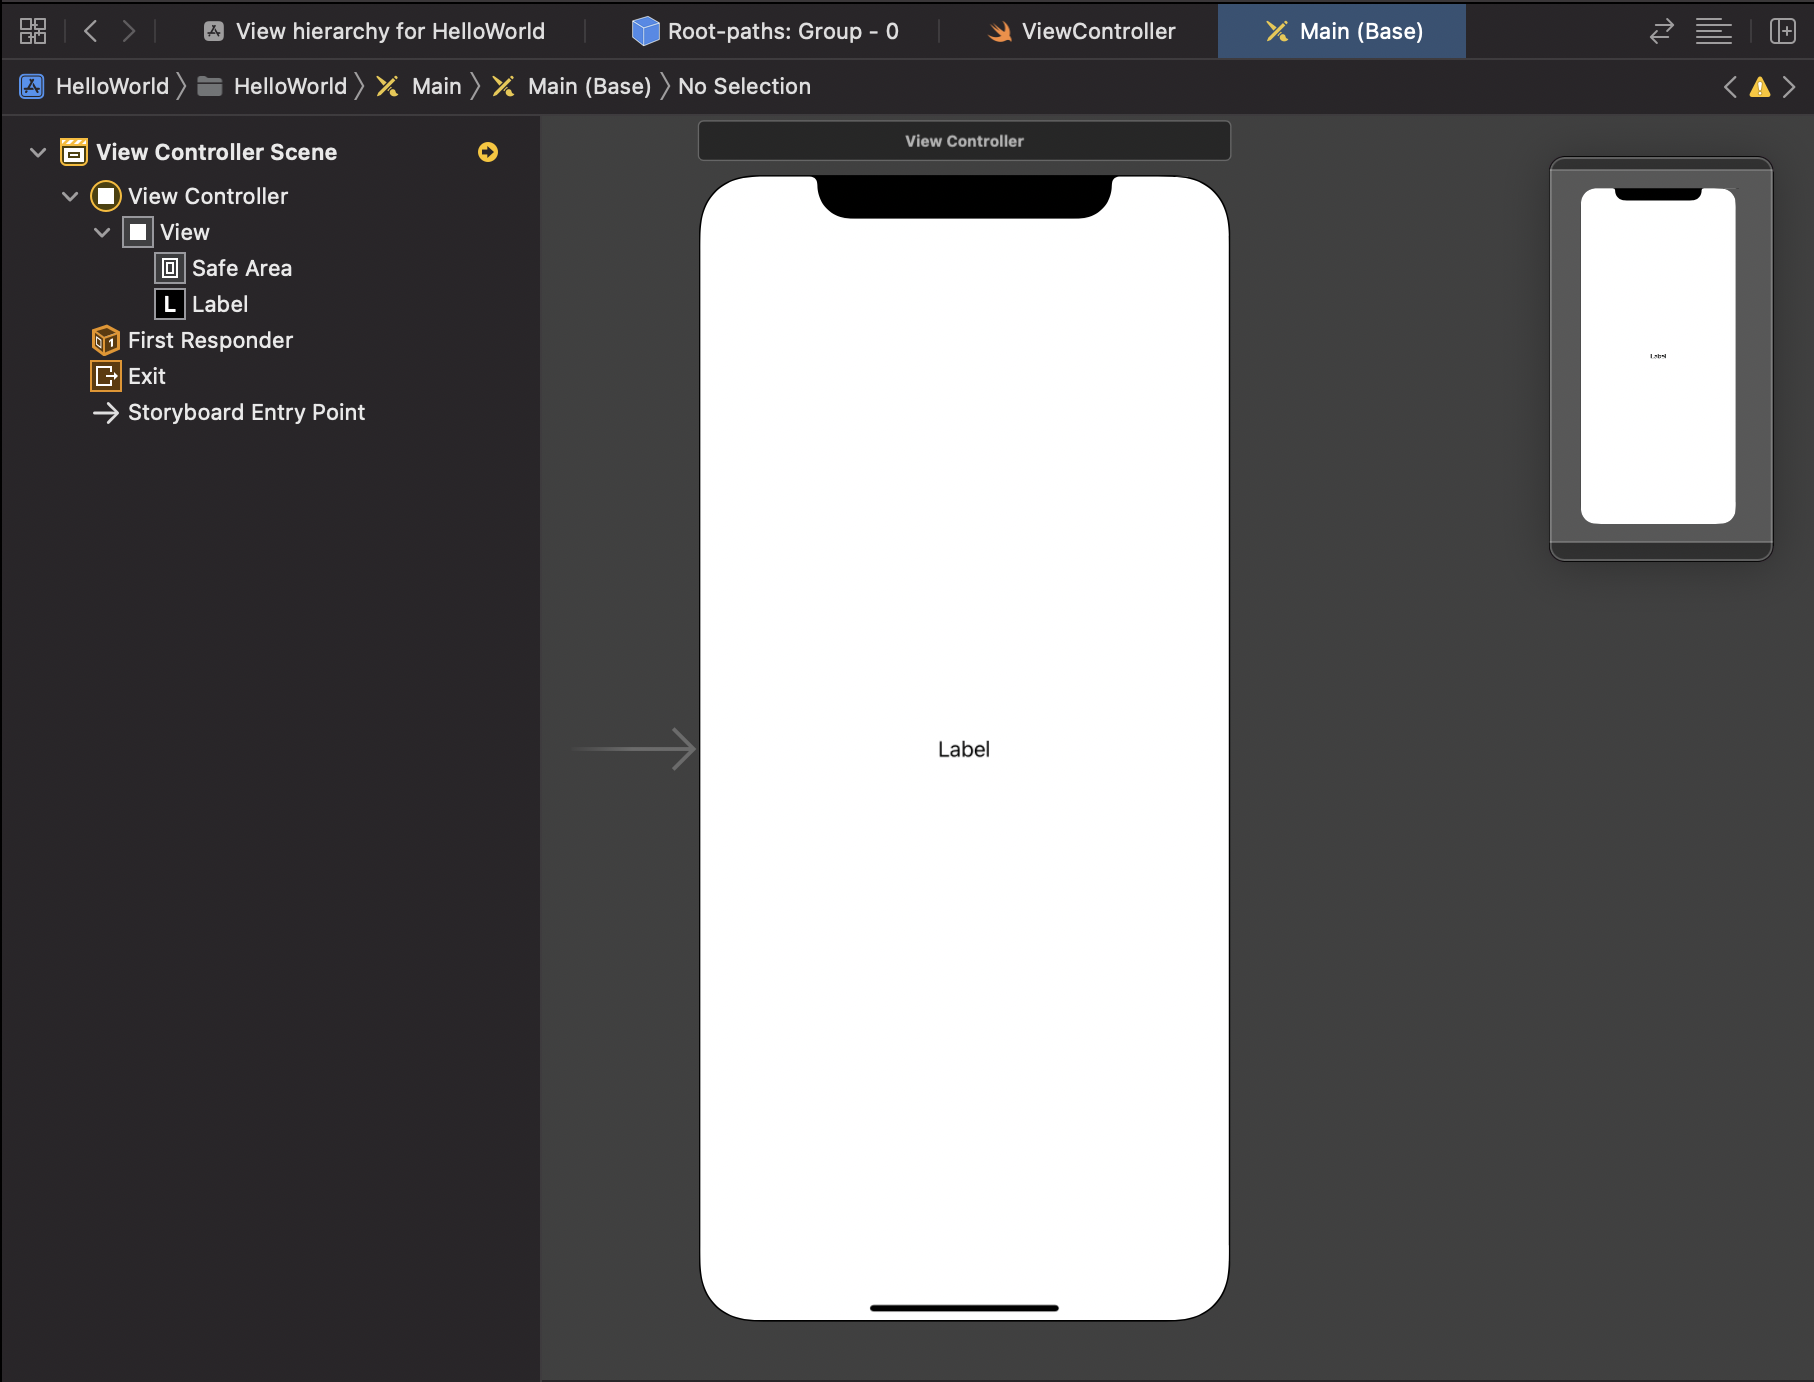 View hierarchy for HelloWorld
Root-paths: Group - 0
ViewController
Main (Base)
HelloWorld
HelloWorld
Main
Main (Base)
No Selection
View Controller Scene
View Controller
View
Safe Area
L
Label
First Responder
Exit
Storyboard Entry Point
View Controller
Label
Label